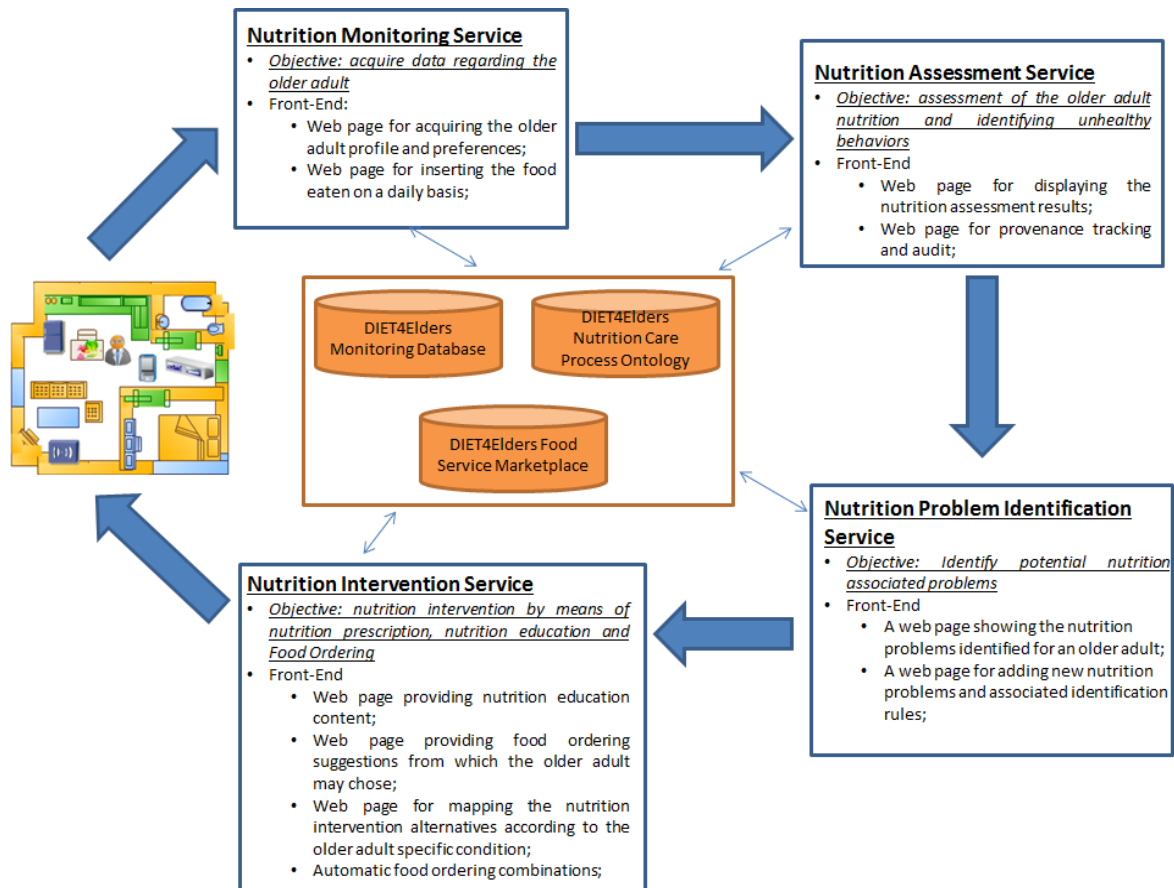 Nutrition Monitoring Service
• Objective: acquire data regarding the
older adult
• Front-End:
• Web page for acquiring the older
adult profile and preferences;
• Web page for inserting the food
eaten on a daily basis;
Nutrition Assessment Service
• Objective: assessment of the older adult
nutrition and identifying unhealthy
behaviors
• Front-End
• Web page for displaying the
nutrition assessment results;
• Web page for provenance tracking
and audit;
DIET4Elders
Monitoring Database
DIET4Elders
Nutrition Care
Process Ontology
DIET4Elders Food
Service Marketplace
Nutrition Problem Identification
Service
• Objective: Identify potential nutrition
associated problems
• Front-End
• A web page showing the nutrition
problems identified for an older adult;
• A web page for adding new nutrition
problems and associated identification
rules;
Nutrition Intervention Service
• Objective: nutrition intervention by means of
nutrition prescription, nutrition education and
Food Ordering
• Front-End
• Web page providing nutrition education
content;
• Web page providing food ordering
suggestions from which the older adult
may chose;
• Web page for mapping the nutrition
intervention alternatives according to the
older adult specific condition;
• Automatic food ordering combinations;